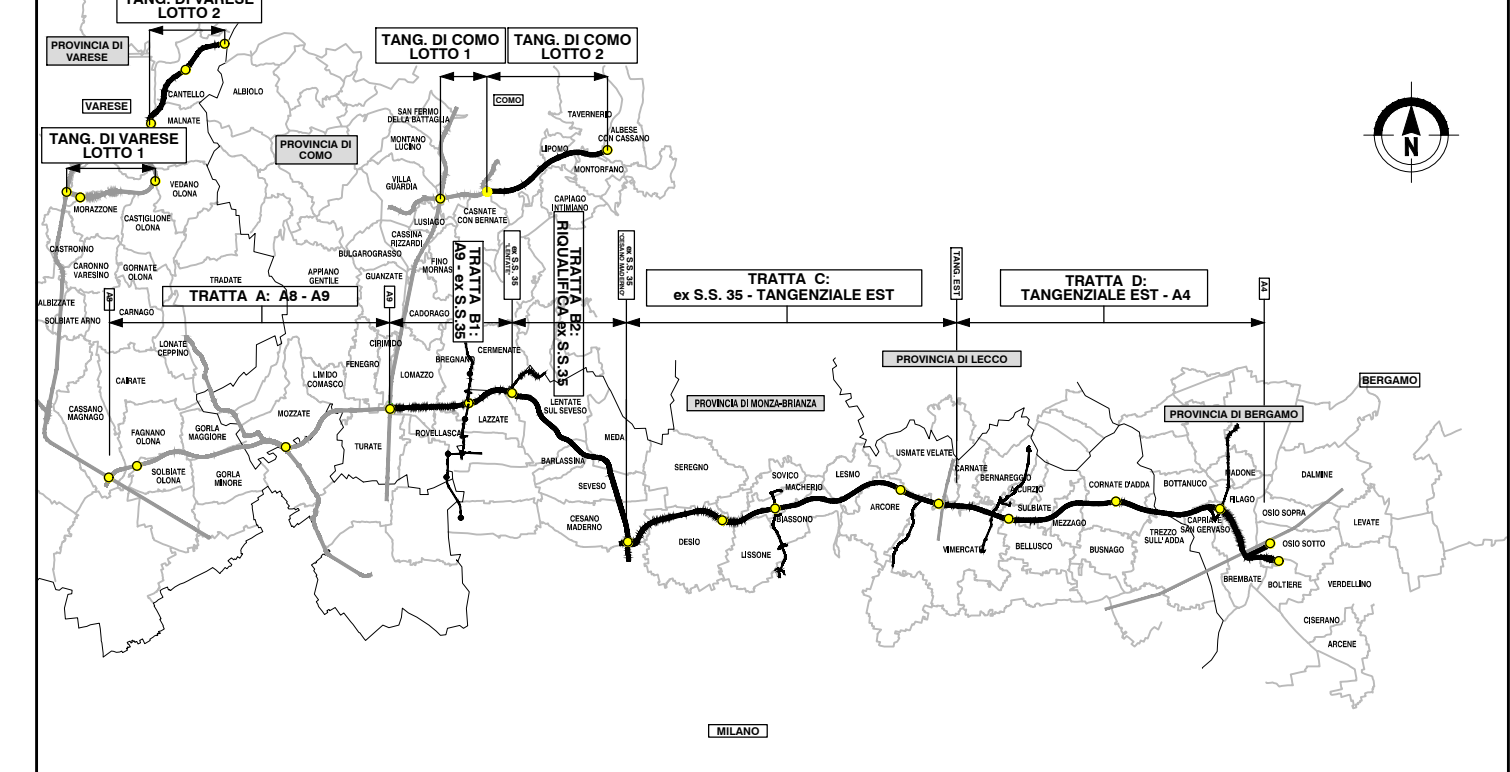 TANG. DI VARESE
LOTTO 2
PROVINCIA DI
VARESE
TANG. DI COMO
LOTTO 1
TANG. DI COMO
LOTTO 2
CANTELLO
ALBIOLO
VARESE
COMO
MALNATE
SAN FERMO
DELLA BATTAGLIA
TAVERNERIO
TANG. DI VARESE
LOTTO 1
ALBESE
CON CASSANO
PROVINCIA DI
COMO
MONTANO
LUCINO
LIPOMO
MONTORFANO
N
VEDANO
OLONA
VILLA
GUARDIA
MORAZZONE
CASTIGLIONE
OLONA
LUSIAGO
CASNATE
CON BERNATE
CAPIAGO
INTIMIANO
CASTRONNO
CASSINA
RIZZARDI
BULGAROGRASSO
CARONNO
VARESINO
GORNATE
OLONA
TRADATE
APPIANO
GENTILE
GUANZATE
FINO
MORNAS
TRATTA B1:
A9 - ex S.S.35
ex S.S. 35
"LENTATE"
TRATTA B2:
RIQUALIFICA ex S.S.35
ex S.S. 35
"CESANO MADERNO"
TRATTA C:
ex S.S. 35 - TANGENZIALE EST
TANG. EST
TRATTA D:
TANGENZIALE EST - A4
A4
A8
TRATTA A: A8 - A9
A9
ALBIZZATE
SOLBIATE ARNO
CARNAGO
CADORAGO
LONATE
CEPPINO
CIRIMIDO
FENEGRO
BREGNANO
CERMENATE
PROVINCIA DI LECCO
CAIRATE
LIMIDO
COMASCO
LOMAZZO
BERGAMO
CASSANO
MAGNAGO
MOZZATE
LENTATE
SUL SEVESO
PROVINCIA DI MONZA-BRIANZA
PROVINCIA DI BERGAMO
FAGNANO
OLONA
GORLA
MAGGIORE
TURATE
ROVELLASCA
LAZZATE
MEDA
SOLBIATE
OLONA
GORLA
MINORE
BARLASSINA
SEREGNO
SOVICO
MACHERIO
LESMO
USMATE VELATE
CARNATE
BERNAREGGIO
AICURZIO
CORNATE D'ADDA
BOTTANUCO
MADONE
DALMINE
SEVESO
FILAGO
CESANO
MADERNO
BIASSONO
ARCORE
SULBIATE
MEZZAGO
CAPRIATE
SAN GERVASO
OSIO SOPRA
LEVATE
DESIO
LISSONE
VIMERCATE
BELLUSCO
BUSNAGO
TREZZO
SULL' ADDA
OSIO SOTTO
BREMBATE
BOLTIERE
VERDELLINO
CISERANO
ARCENE
MILANO